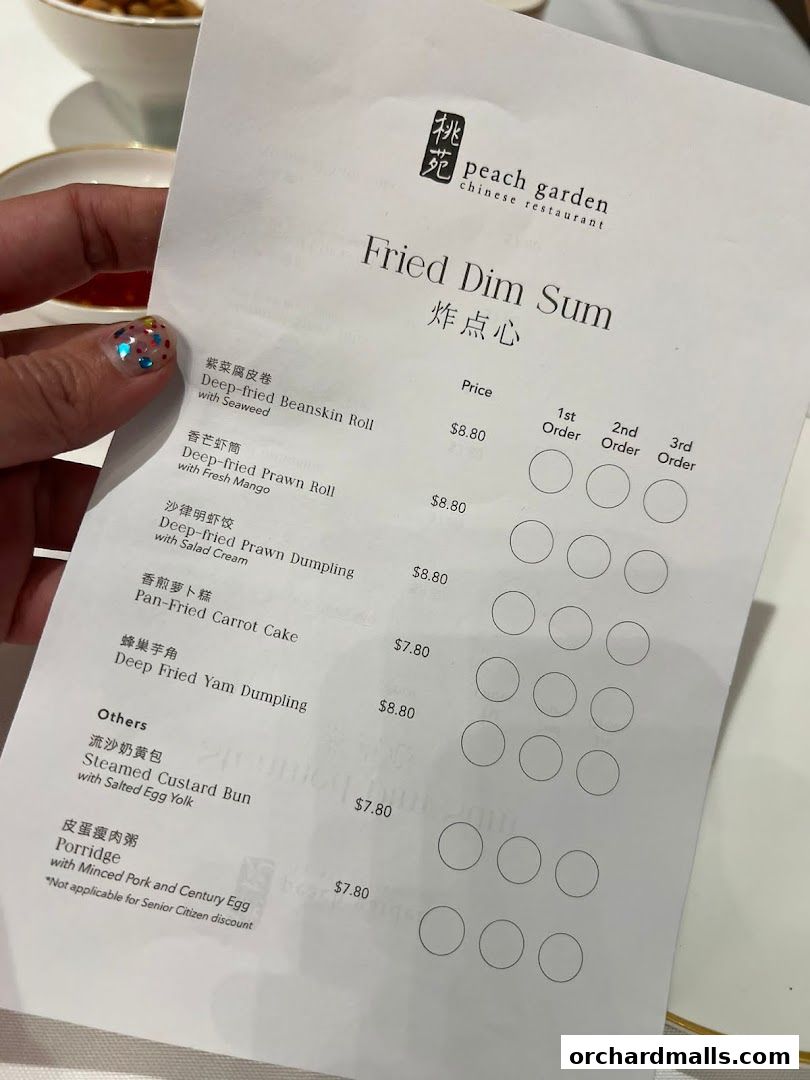 桃苑
peach garden
chinese restaurant
Fried Dim Sum
炸点心
Price
1st Order
2nd Order
3rd Order
紫菜腐皮卷
Deep-fried Beanskin Roll
with Seaweed
$8.80
香芒虾筒
Deep-fried Prawn Roll
with Fresh Mango
$8.80
沙律明虾饺
Deep-fried Prawn Dumpling
with Salad Cream
$8.80
香煎萝卜糕
Pan-Fried Carrot Cake
$7.80
蜂巢芋角
Deep Fried Yam Dumpling
$8.80
Others
流沙奶黄包
Steamed Custard Bun
with Salted Egg Yolk
$7.80
皮蛋瘦肉粥
Porridge
with Minced Pork and Century Egg
*Not applicable for Senior Citizen discount
$7.80
orchardmalls.com